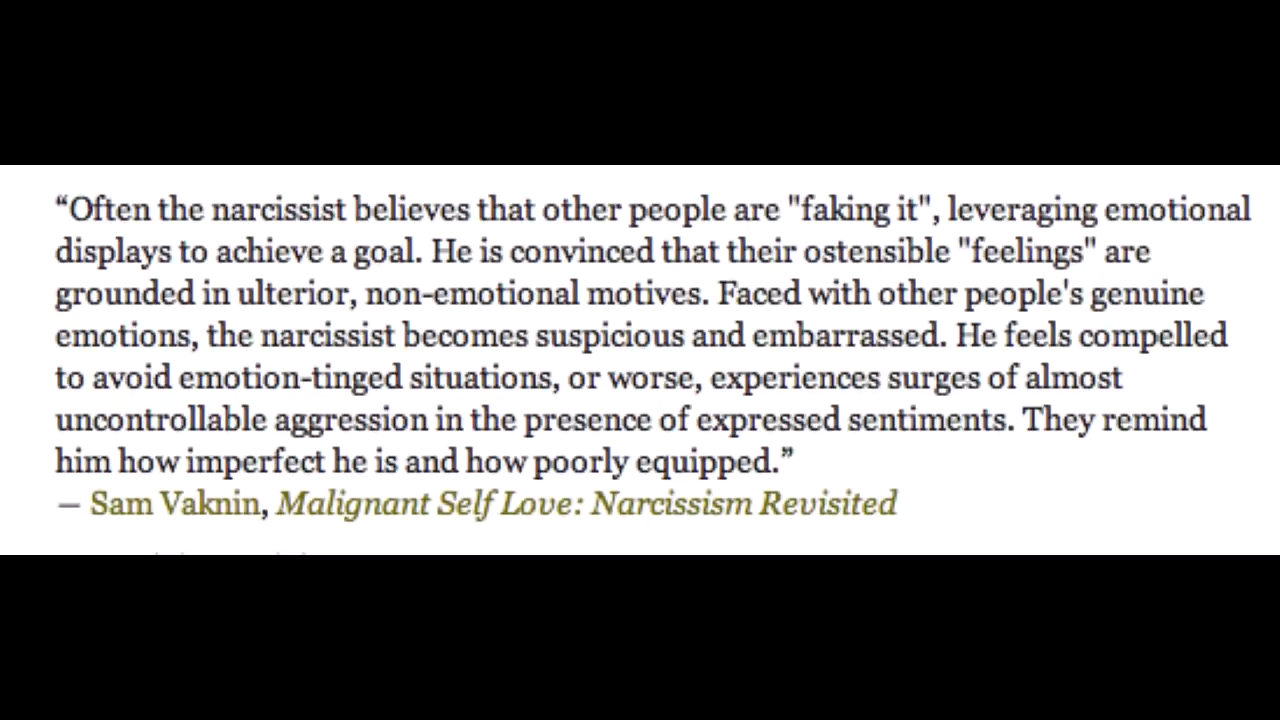 “Often the narcissist believes that other people are "faking it", leveraging emotional
displays to achieve a goal. He is convinced that their ostensible "feelings" are
grounded in ulterior, non-emotional motives. Faced with other people's genuine
emotions, the narcissist becomes suspicious and embarrassed. He feels compelled
to avoid emotion-tinged situations, or worse, experiences surges of almost
uncontrollable aggression in the presence of expressed sentiments. They remind
him how imperfect he is and how poorly equipped.”
― Sam Vaknin, Malignant Self Love: Narcissism Revisited